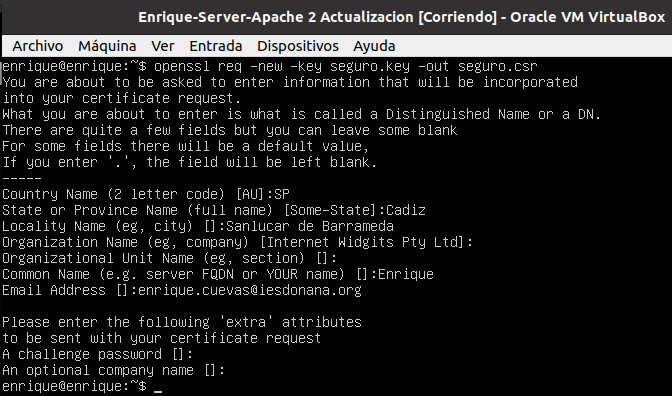 Enrique-Server-Apache 2 Actualizacion [Corriendo] - Oracle VM VirtualBox
Archivo Máquina Ver Entrada Dispositivos Ayuda
enrique@enrique:~$ openssl req -new -key seguro.key -out seguro.csr
You are about to be asked to enter information that will be incorporated
into your certificate request.
What you are about to enter is what is called a Distinguished Name or a DN.
There are quite a few fields but you can leave some blank
For some fields there will be a default value,
If you enter '.', the field will be left blank.
-----
Country Name (2 letter code) [AU]:SP
State or Province Name (full name) [Some-State]:Cadiz
Locality Name (eg, city) []:Sanlucar de Barrameda
Organization Name (eg, company) [Internet Widgits Pty Ltd]:
Organizational Unit Name (eg, section) []:
Common Name (e.g. server FQDN or YOUR name) []:Enrique
Email Address []:enrique.cuevas@iesdonana.org
Please enter the following 'extra' attributes
to be sent with your certificate request
A challenge password []:
An optional company name []:
enrique@enrique:~$ _